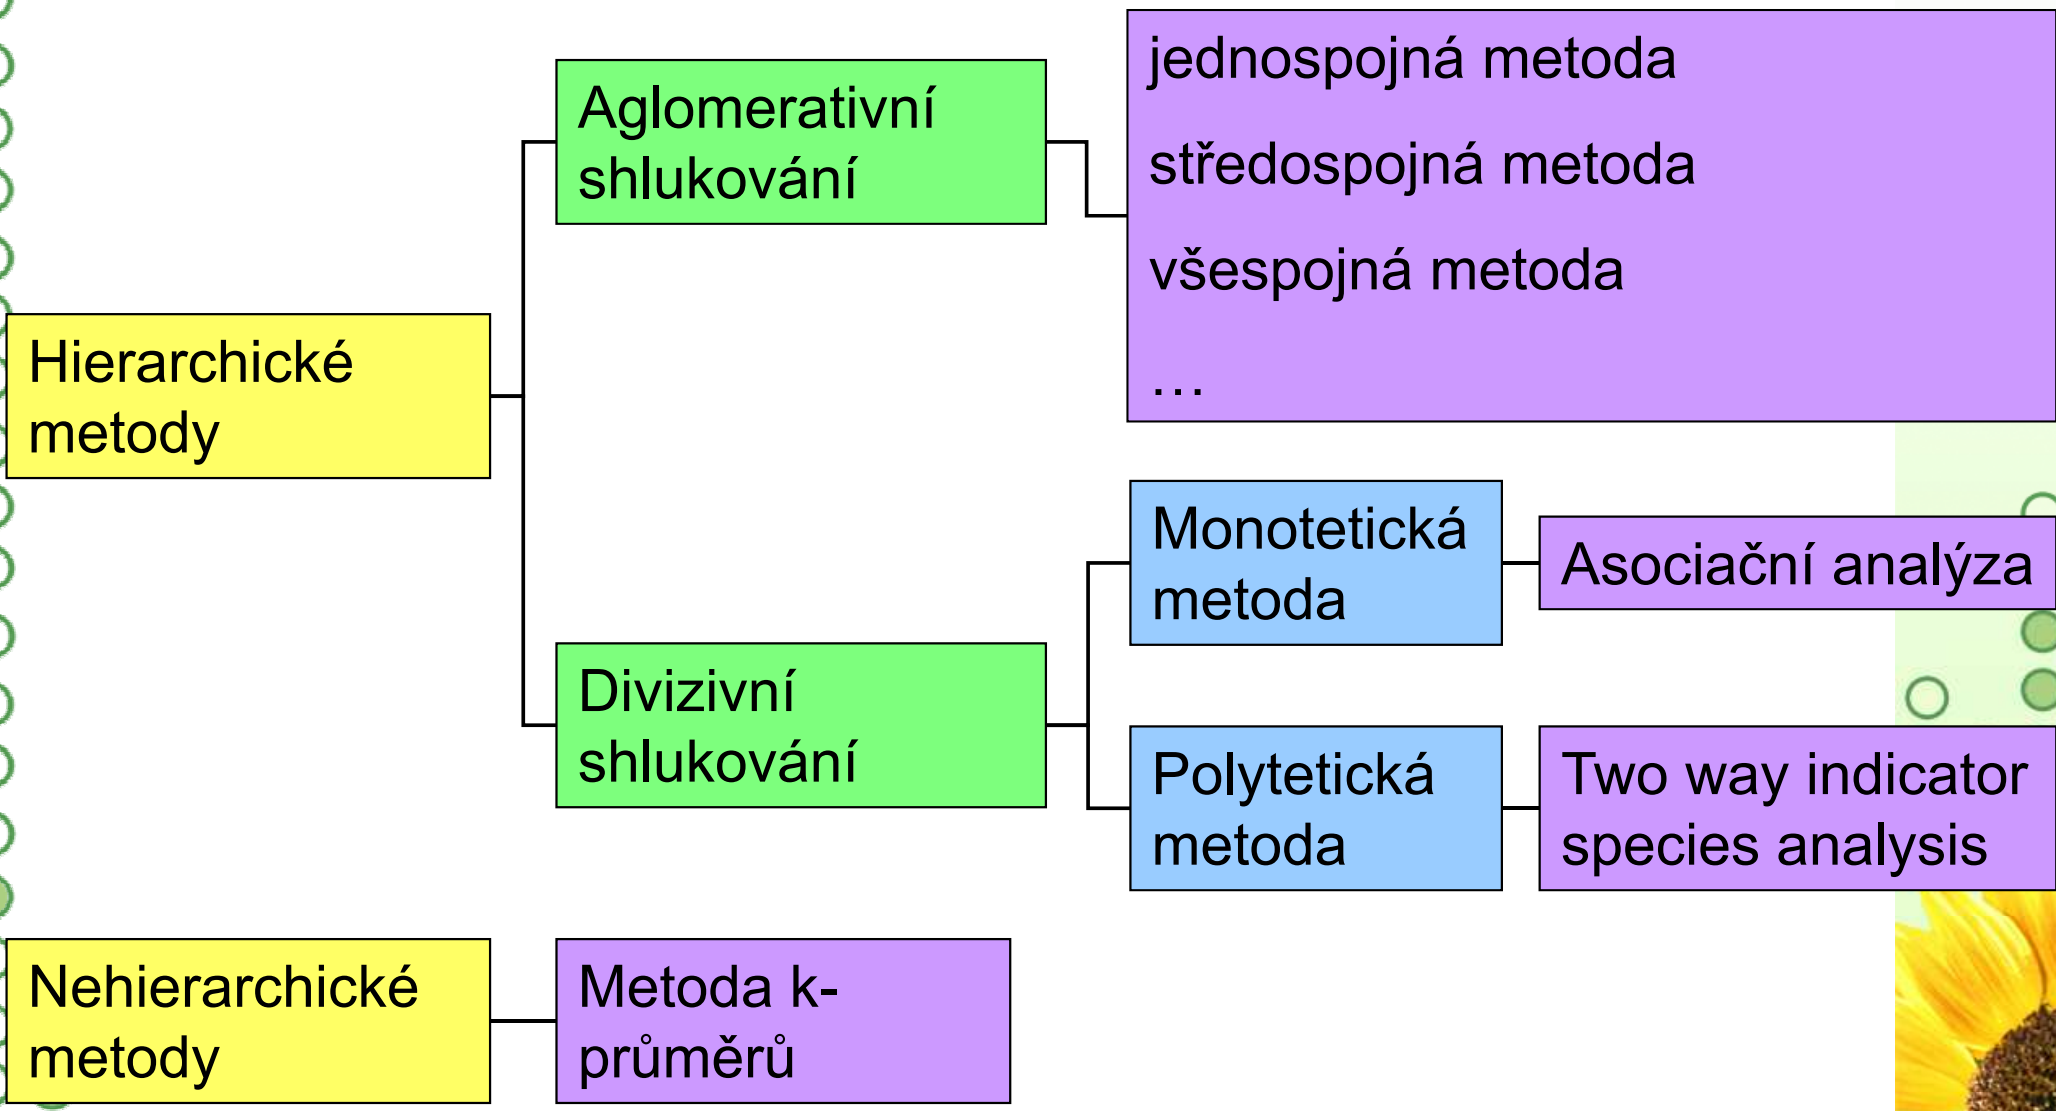 Hierarchické
metody
Aglomerativní
shlukování
jednospojná metoda
středospojná metoda
všespojná metoda
…
Divizivní
shlukování
Monotetická
metoda
Asociační analýza
Polytetická
metoda
Two way indicator
species analysis
Nehierarchické
metody
Metoda k-
průměrů